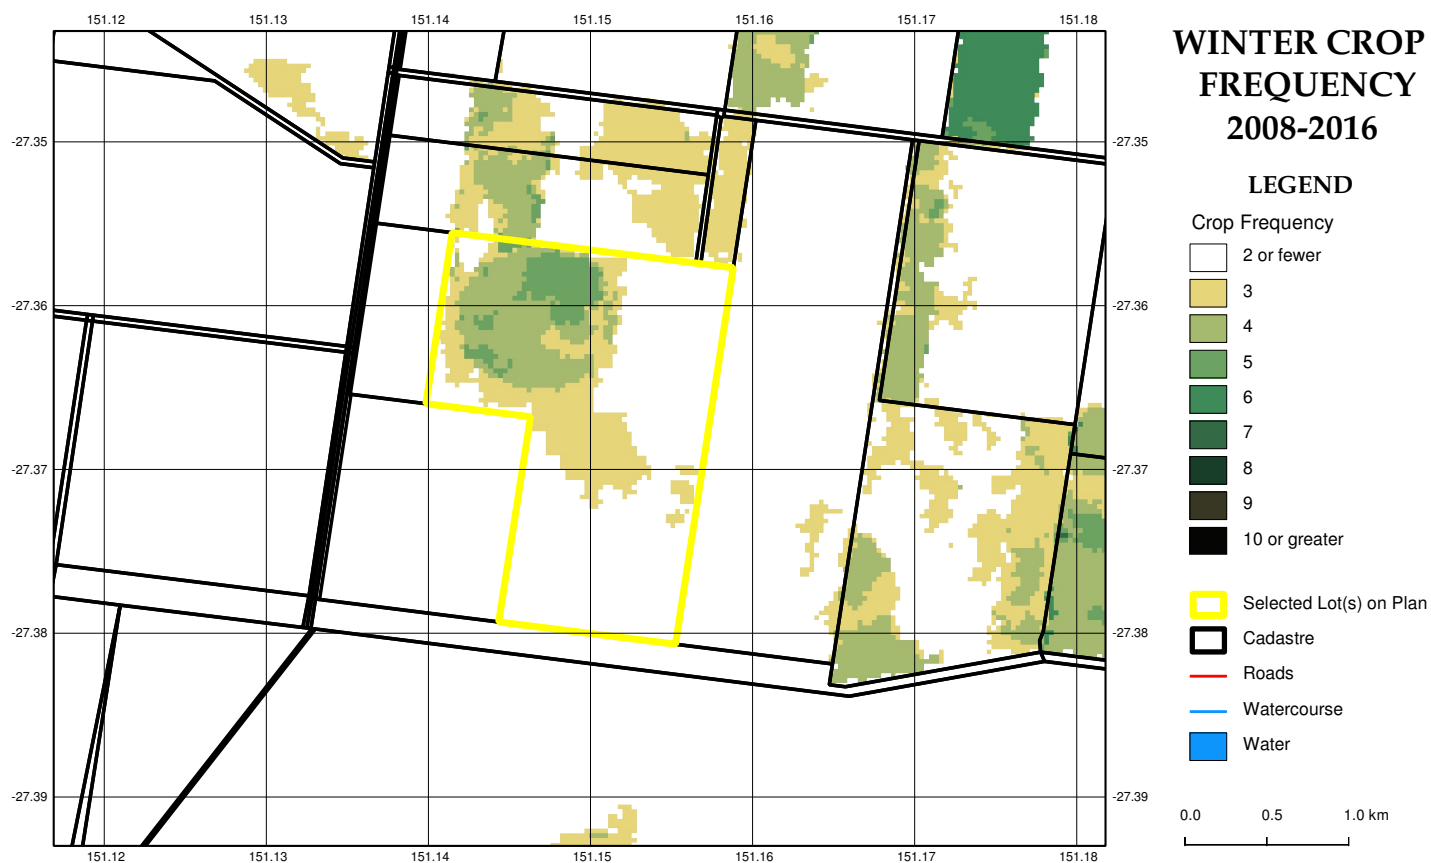 151.12 151.13 151.14 151.15 151.16 151.17 151.18
WINTER CROP
FREQUENCY
2008-2016
-27.35 -27.35
LEGEND
Crop Frequency
2 or fewer
3
-27.36 -27.36
4
5
6
7
-27.37 -27.37
8
9
10 or greater
Selected Lot(s) on Plan
-27.38 -27.38
Cadastre
Roads
Watercourse
Water
-27.39 -27.39
0.0 0.5 1.0 km
151.12 151.13 151.14 151.15 151.16 151.17 151.18